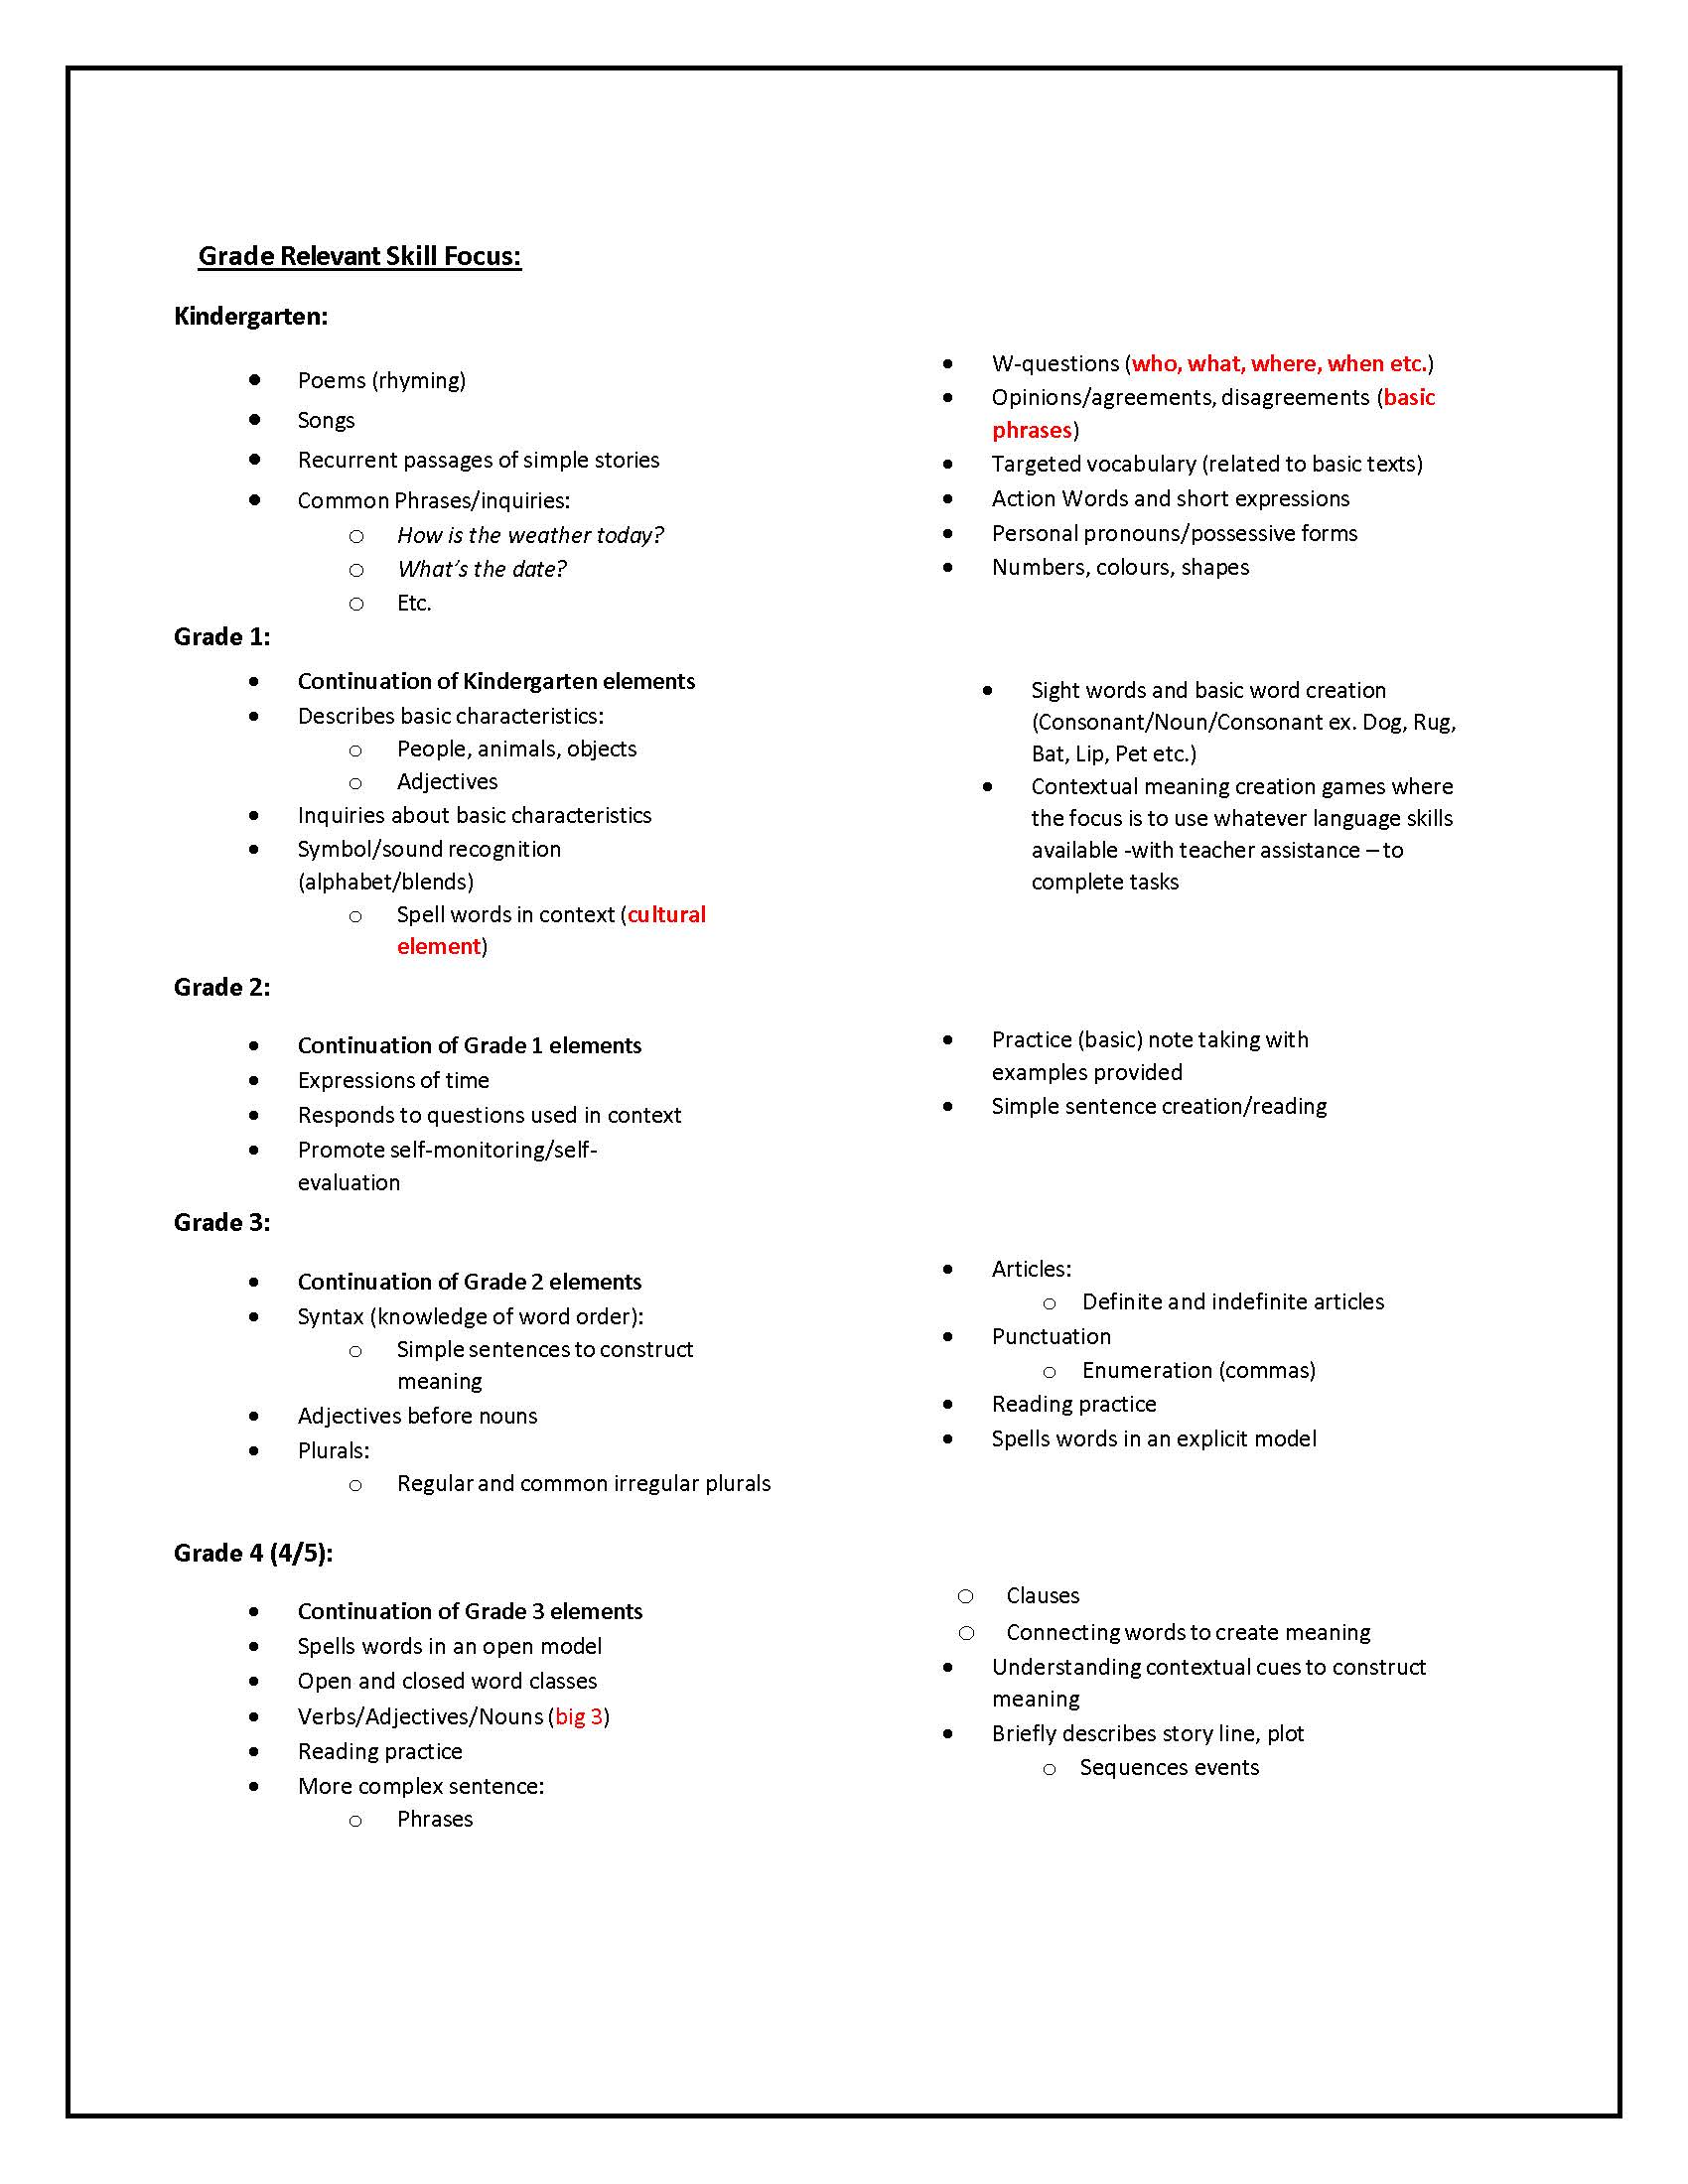 Grade Relevant Skill Focus:
Kindergarten:
• Poems (rhyming)
• Songs
• Recurrent passages of simple stories
• Common Phrases/inquiries:
o How is the weather today?
o What's the date?
o Etc.
• W-questions (who, what, where, when etc.)
• Opinions/agreements, disagreements (basic
phrases)
• Targeted vocabulary (related to basic texts)
• Action Words and short expressions
• Personal pronouns/possessive forms
• Numbers, colours, shapes
Grade 1:
• Continuation of Kindergarten elements
• Describes basic characteristics:
o People, animals, objects
o Adjectives
• Inquiries about basic characteristics
• Symbol/sound recognition
(alphabet/blends)
o Spell words in context (cultural
element)
• Sight words and basic word creation
(Consonant/Noun/Consonant ex. Dog, Rug,
Bat, Lip, Pet etc.)
• Contextual meaning creation games where
the focus is to use whatever language skills
available -with teacher assistance – to
complete tasks
Grade 2:
• Continuation of Grade 1 elements
• Expressions of time
• Responds to questions used in context
• Promote self-monitoring/self-
evaluation
• Practice (basic) note taking with
examples provided
• Simple sentence creation/reading
Grade 3:
• Continuation of Grade 2 elements
• Syntax (knowledge of word order):
o Simple sentences to construct
meaning
• Adjectives before nouns
• Plurals:
o Regular and common irregular plurals
• Articles:
o Definite and indefinite articles
• Punctuation
o Enumeration (commas)
• Reading practice
• Spells words in an explicit model
Grade 4 (4/5):
• Continuation of Grade 3 elements
• Spells words in an open model
• Open and closed word classes
• Verbs/Adjectives/Nouns (big 3)
• Reading practice
• More complex sentence:
o Phrases
o Clauses
o Connecting words to create meaning
• Understanding contextual cues to construct
meaning
• Briefly describes story line, plot
o Sequences events